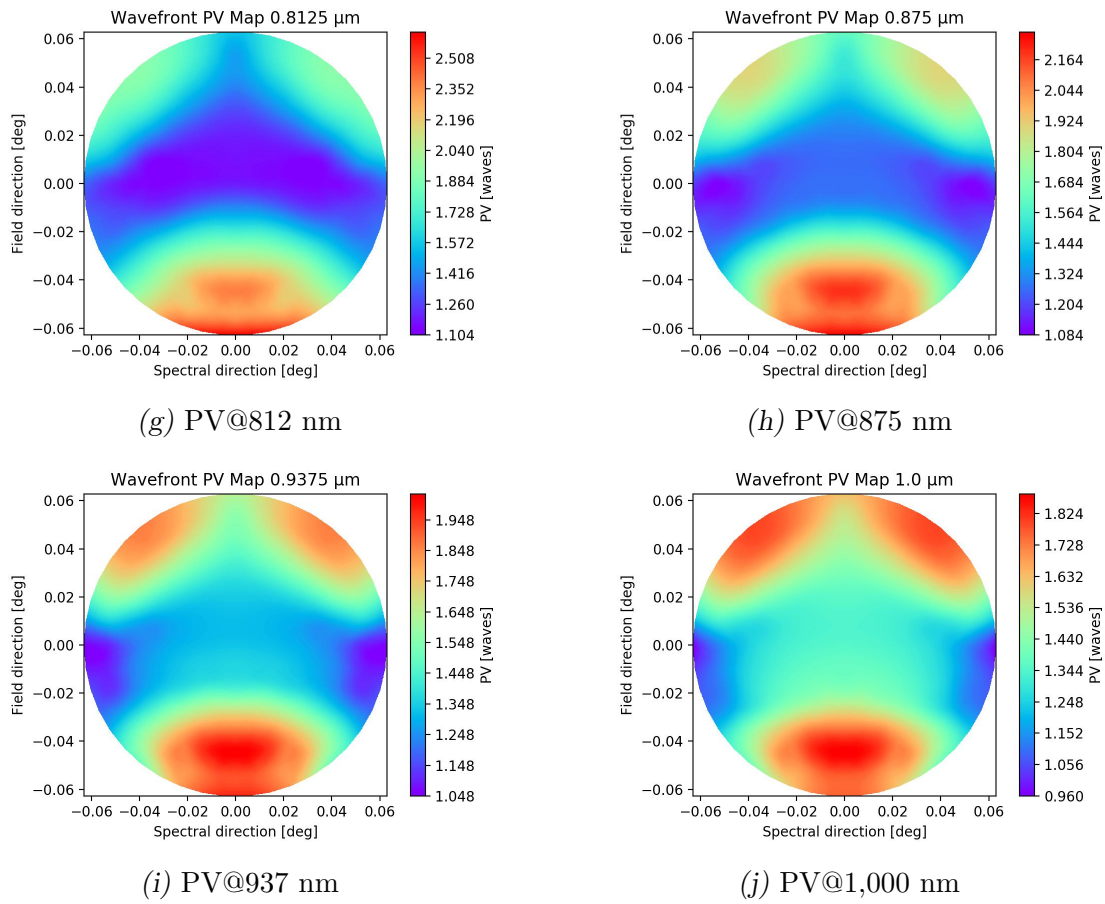 Wavefront PV Map 0.8125 µm
0.06
0.04
0.02
0.00
−0.02
−0.04
−0.06
Field direction [deg]
−0.06 −0.04 −0.02 0.00 0.02 0.04 0.06
Spectral direction [deg]
2.508
2.352
2.196
2.040
1.884
1.728
1.572
1.416
1.260
1.104
PV [waves]
(g) PV@812 nm
Wavefront PV Map 0.875 µm
0.06
0.04
0.02
0.00
−0.02
−0.04
−0.06
Field direction [deg]
−0.06 −0.04 −0.02 0.00 0.02 0.04 0.06
Spectral direction [deg]
2.164
2.044
1.924
1.804
1.684
1.564
1.444
1.324
1.204
1.084
PV [waves]
(h) PV@875 nm
Wavefront PV Map 0.9375 µm
0.06
0.04
0.02
0.00
−0.02
−0.04
−0.06
Field direction [deg]
−0.06 −0.04 −0.02 0.00 0.02 0.04 0.06
Spectral direction [deg]
1.948
1.848
1.748
1.648
1.548
1.448
1.348
1.248
1.148
1.048
PV [waves]
(i) PV@937 nm
Wavefront PV Map 1.0 µm
0.06
0.04
0.02
0.00
−0.02
−0.04
−0.06
Field direction [deg]
−0.06 −0.04 −0.02 0.00 0.02 0.04 0.06
Spectral direction [deg]
1.824
1.728
1.632
1.536
1.440
1.344
1.248
1.152
1.056
0.960
PV [waves]
(j) PV@1,000 nm